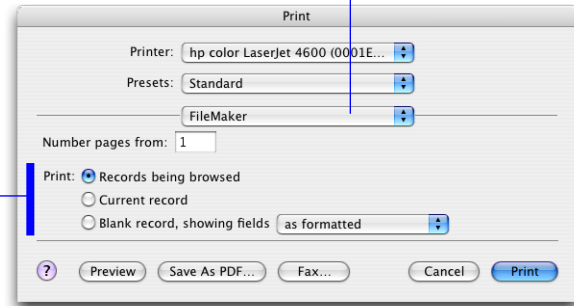 Print
Printer: hp color LaserJet 4600 (0001E...
Presets: Standard
FileMaker
Number pages from: 1
Print: Records being browsed
Current record
Blank record, showing fields as formatted
? Preview Save As PDF... Fax... Cancel Print